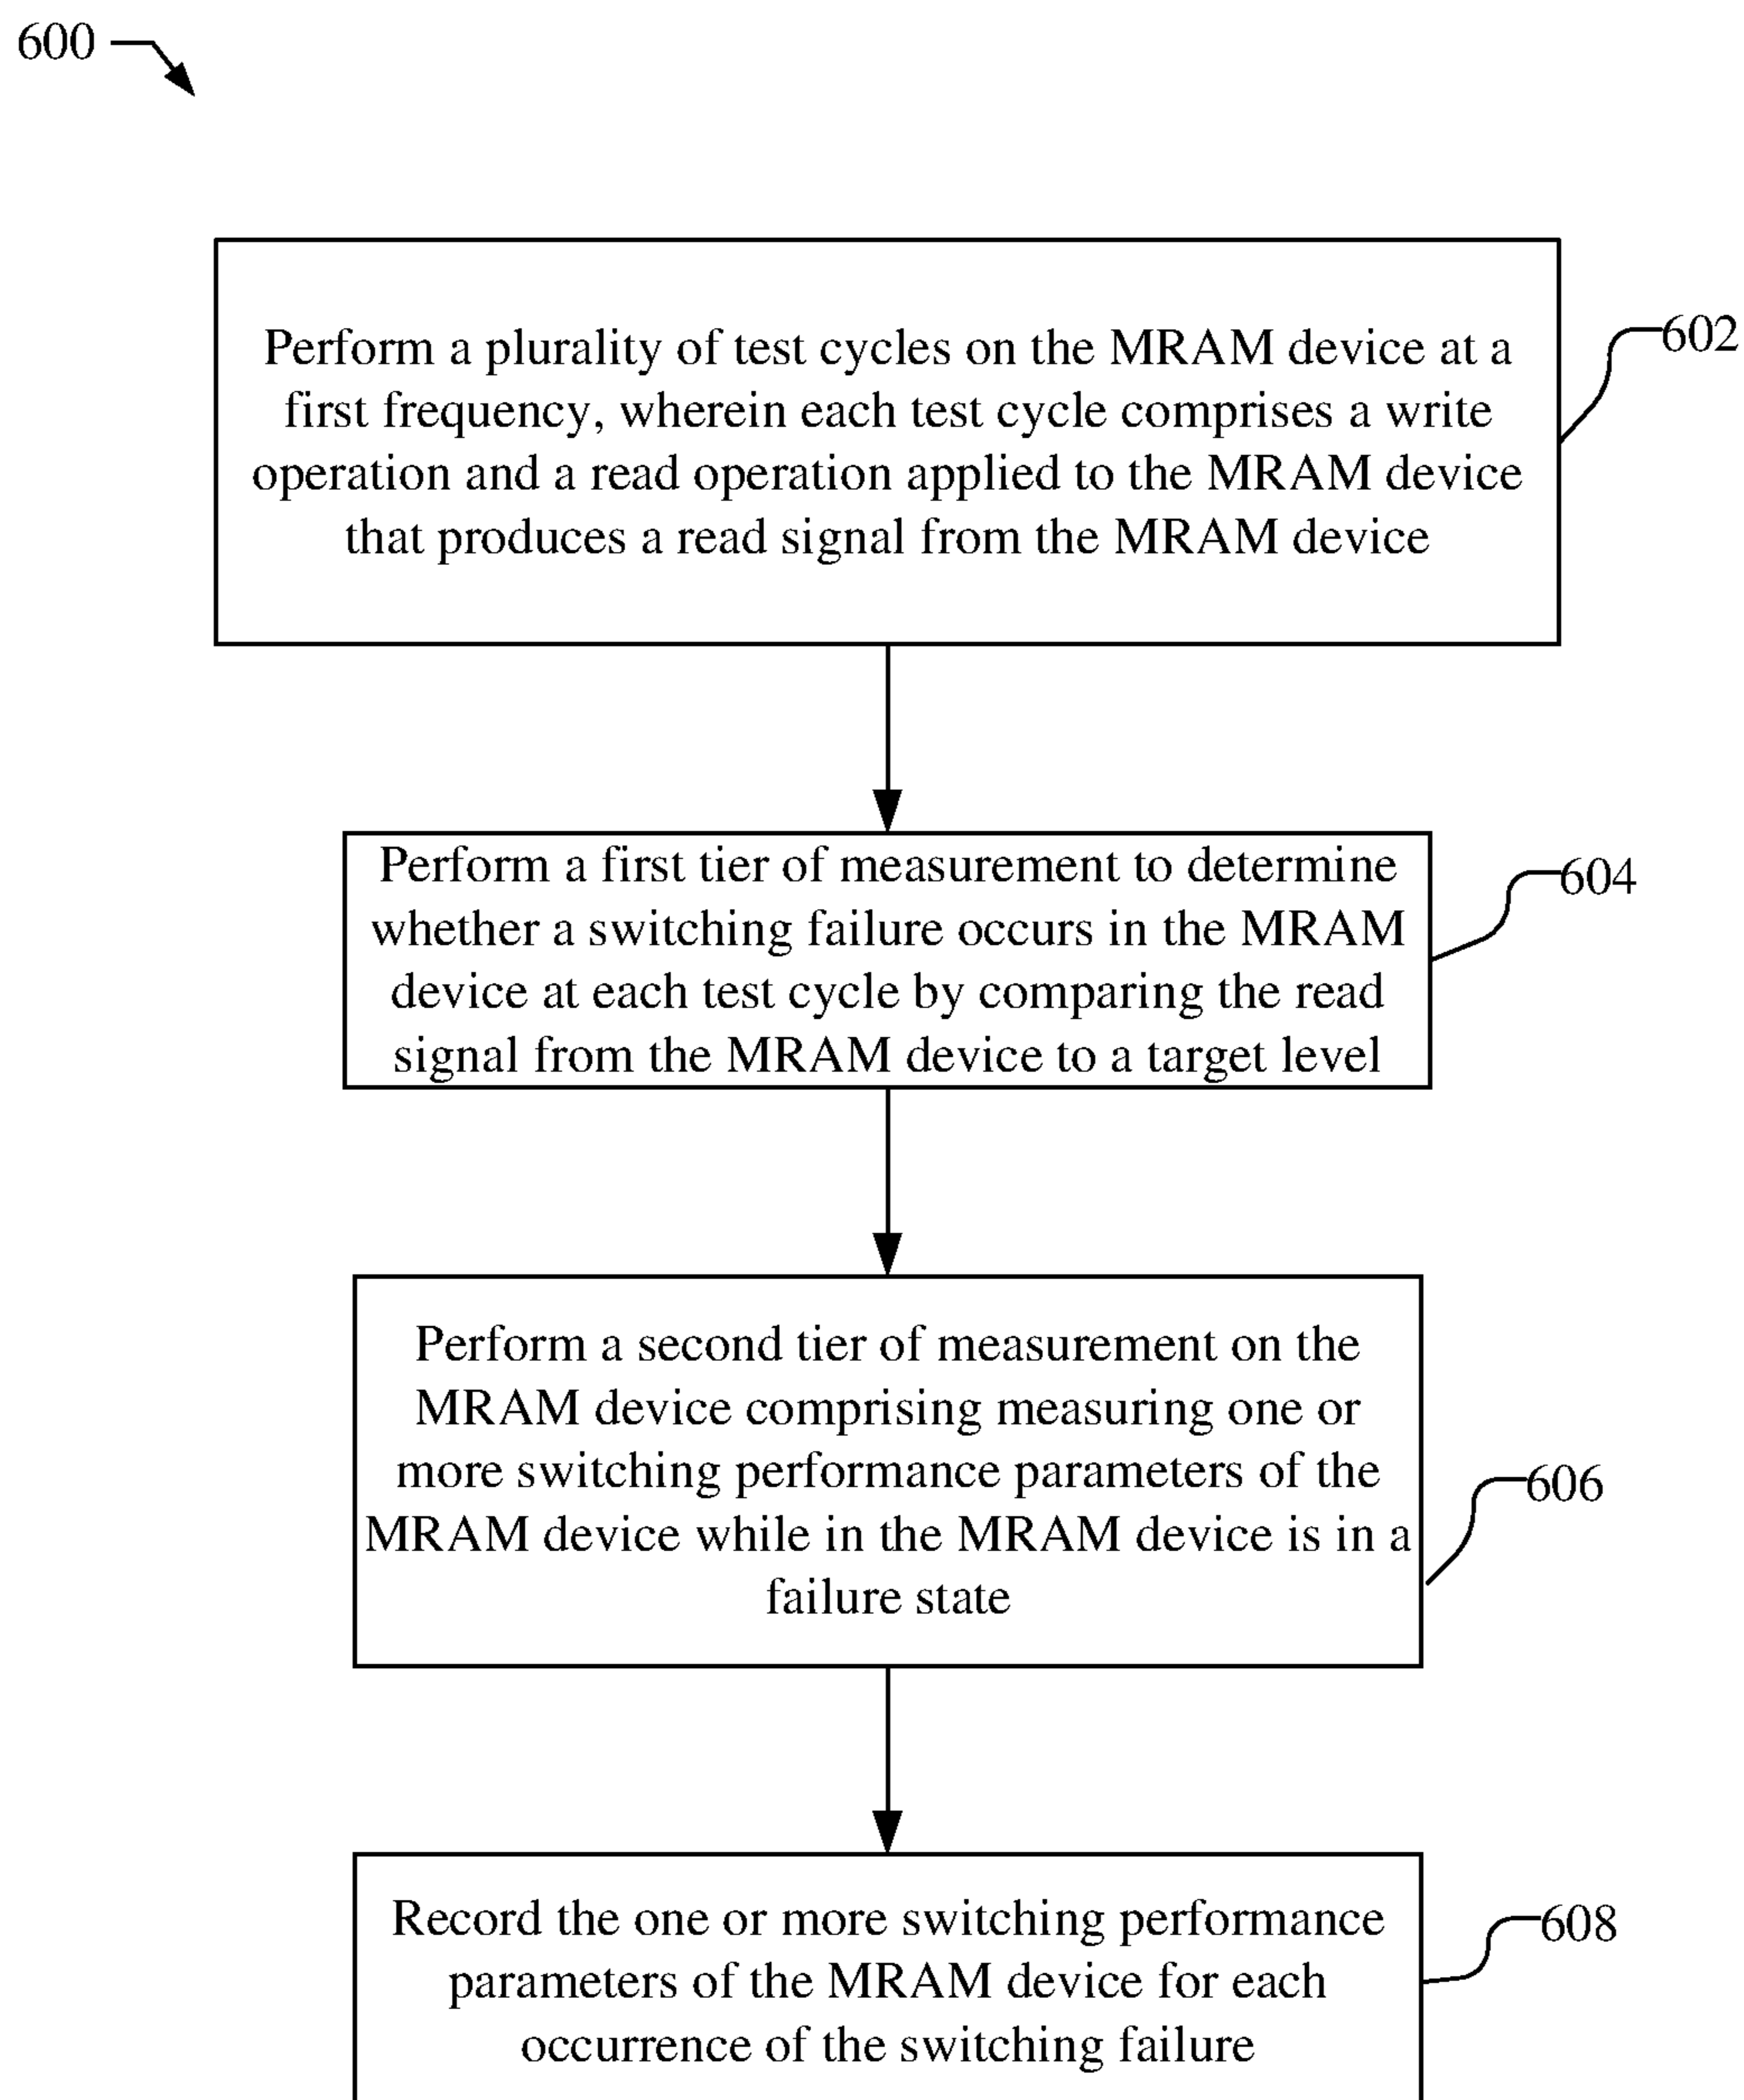 600
Perform a plurality of test cycles on the MRAM device at a
first frequency, wherein each test cycle comprises a write
operation and a read operation applied to the MRAM device
that produces a read signal from the MRAM device
602
Perform a first tier of measurement to determine
whether a switching failure occurs in the MRAM
device at each test cycle by comparing the read
signal from the MRAM device to a target level
604
Perform a second tier of measurement on the
MRAM device comprising measuring one or
more switching performance parameters of the
MRAM device while in the MRAM device is in a
failure state
606
Record the one or more switching performance
parameters of the MRAM device for each
occurrence of the switching failure
608